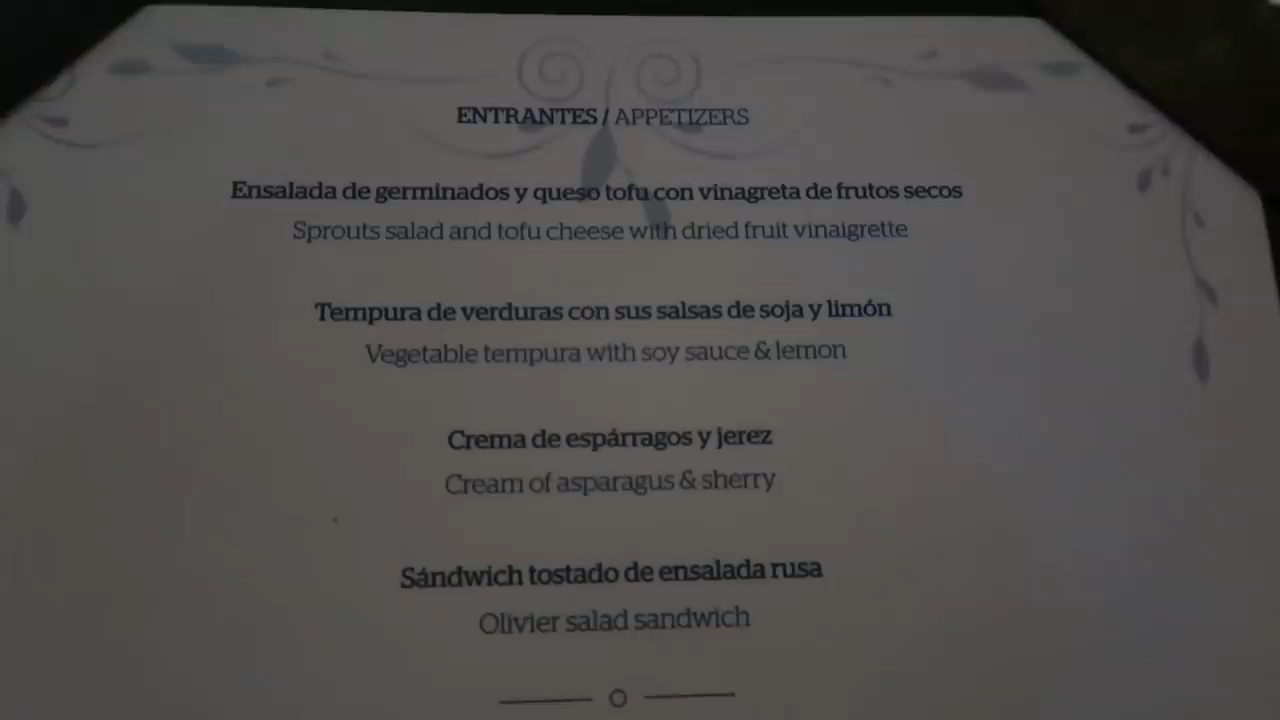 ENTRANTES / APPETIZERS
Ensalada de germinados y queso tofu con vinagreta de frutos secos
Sprouts salad and tofu cheese with dried fruit vinaigrette
Tempura de verduras con sus salsas de soja y limón
Vegetable tempura with soy sauce & lemon
Crema de espárragos y jerez
Cream of asparagus & sherry
Sándwich tostado de ensalada rusa
Olivier salad sandwich